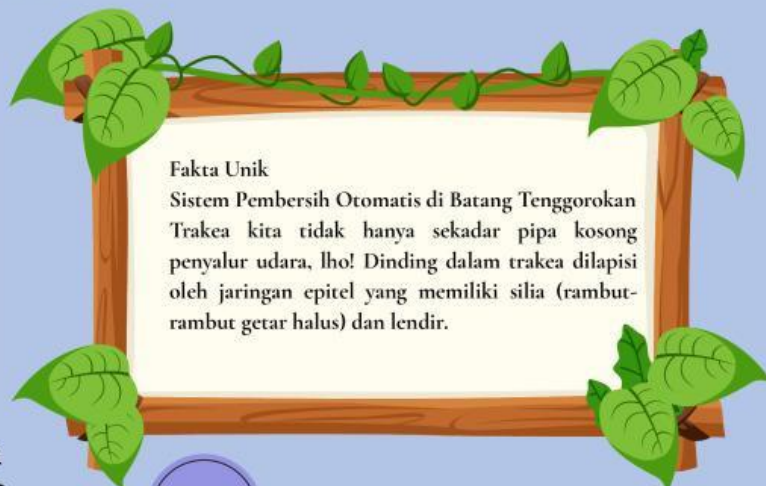 Fakta Unik
Sistem Pembersih Otomatis di Batang Tenggorokan
Trakea kita tidak hanya sekadar pipa kosong
penyalur udara, lho! Dinding dalam trakea dilapisi
oleh jaringan epitel yang memiliki silia (rambut-
rambut getar halus) dan lendir.